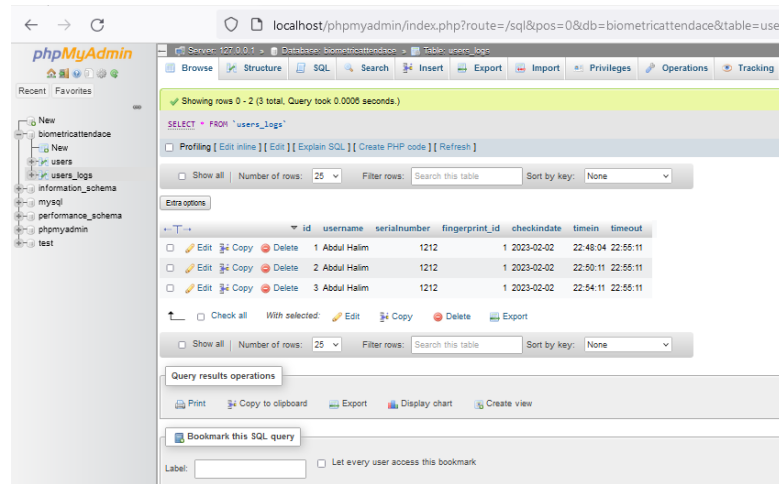 localhost/phpmyadmin/index.php?route=/sql&pos=0&db=biometricattendace&table=use
phpMyAdmin
Recent Favorites
New
biometricattendace
New
users
users_logs
information_schema
mysql
performance_schema
phpmyadmin
test
Server: 127.0.0.1 » Database: biometricattendace » Table: users_logs
Browse Structure SQL Search Insert Export Import Privileges Operations Tracking
Showing rows 0 - 2 (3 total, Query took 0.0006 seconds.)
SELECT * FROM `users_logs`
Profiling [ Edit inline ] [ Edit ] [ Explain SQL ] [ Create PHP code ] [ Refresh ]
Show all | Number of rows: 25 Filter rows: Search this table Sort by key: None
Extra options
←T→ id username serialnumber fingerprint_id checkindate timein timeout
Edit Copy Delete 1 Abdul Halim 1212 1 2023-02-02 22:48:04 22:55:11
Edit Copy Delete 2 Abdul Halim 1212 1 2023-02-02 22:50:11 22:55:11
Edit Copy Delete 3 Abdul Halim 1212 1 2023-02-02 22:54:11 22:55:11
Check all With selected: Edit Copy Delete Export
Show all | Number of rows: 25 Filter rows: Search this table Sort by key: None
Query results operations
Print Copy to clipboard Export Display chart Create view
Bookmark this SQL query
Label: Let every user access this bookmark